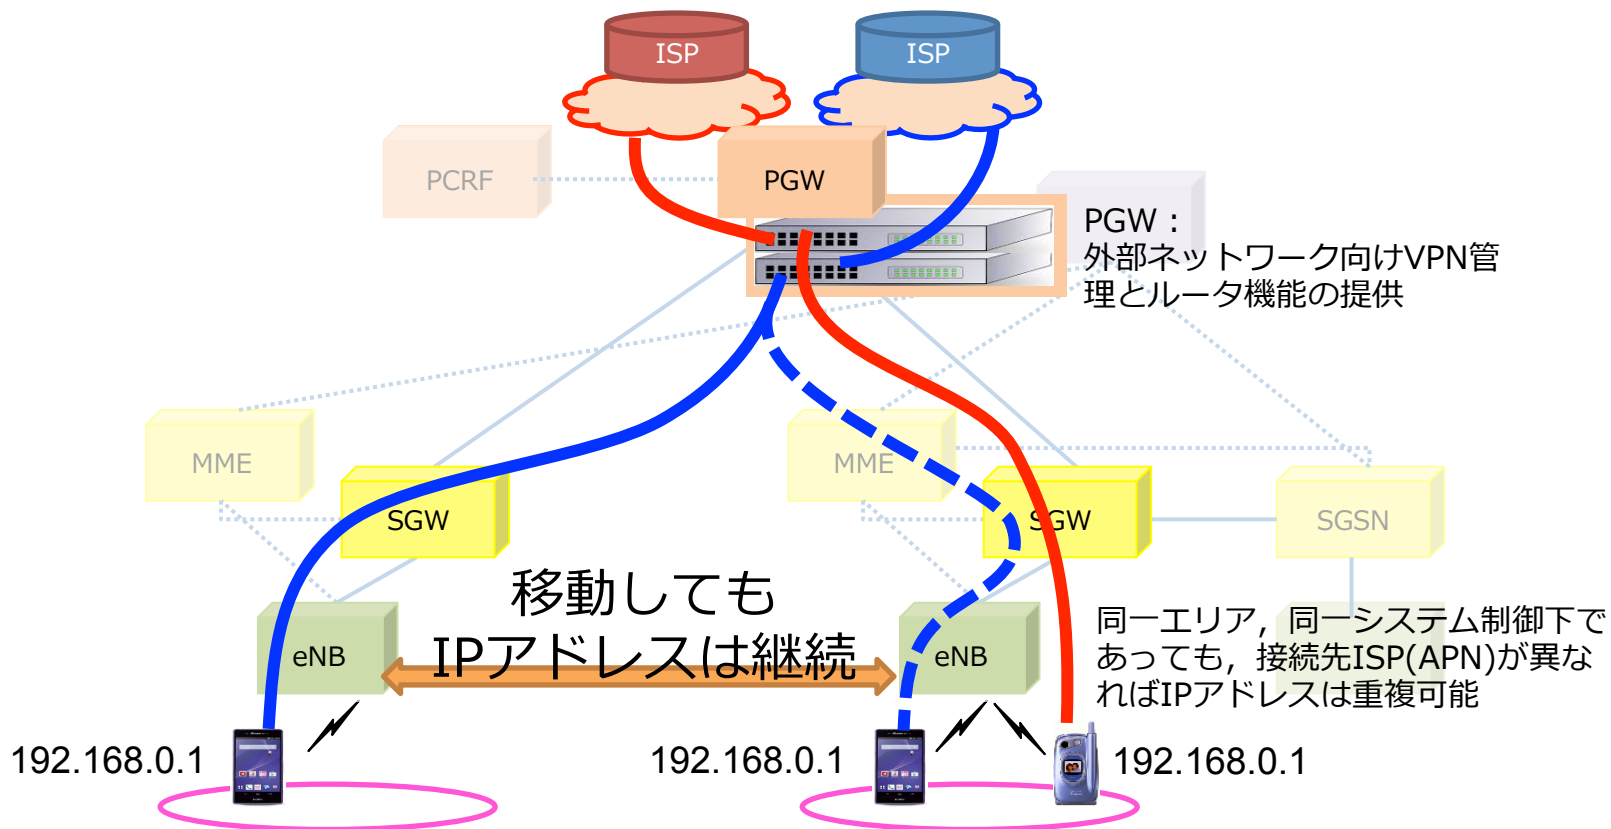 ISP
ISP
PCRF
PGW
PGW：
外部ネットワーク向けVPN管
理とルータ機能の提供
MME
MME
SGW
SGW
SGSN
移動しても
IPアドレスは継続
eNB
eNB
同一エリア，同一システム制御下で
あっても，接続先ISP(APN)が異な
ればIPアドレスは重複可能
192.168.0.1
192.168.0.1
192.168.0.1